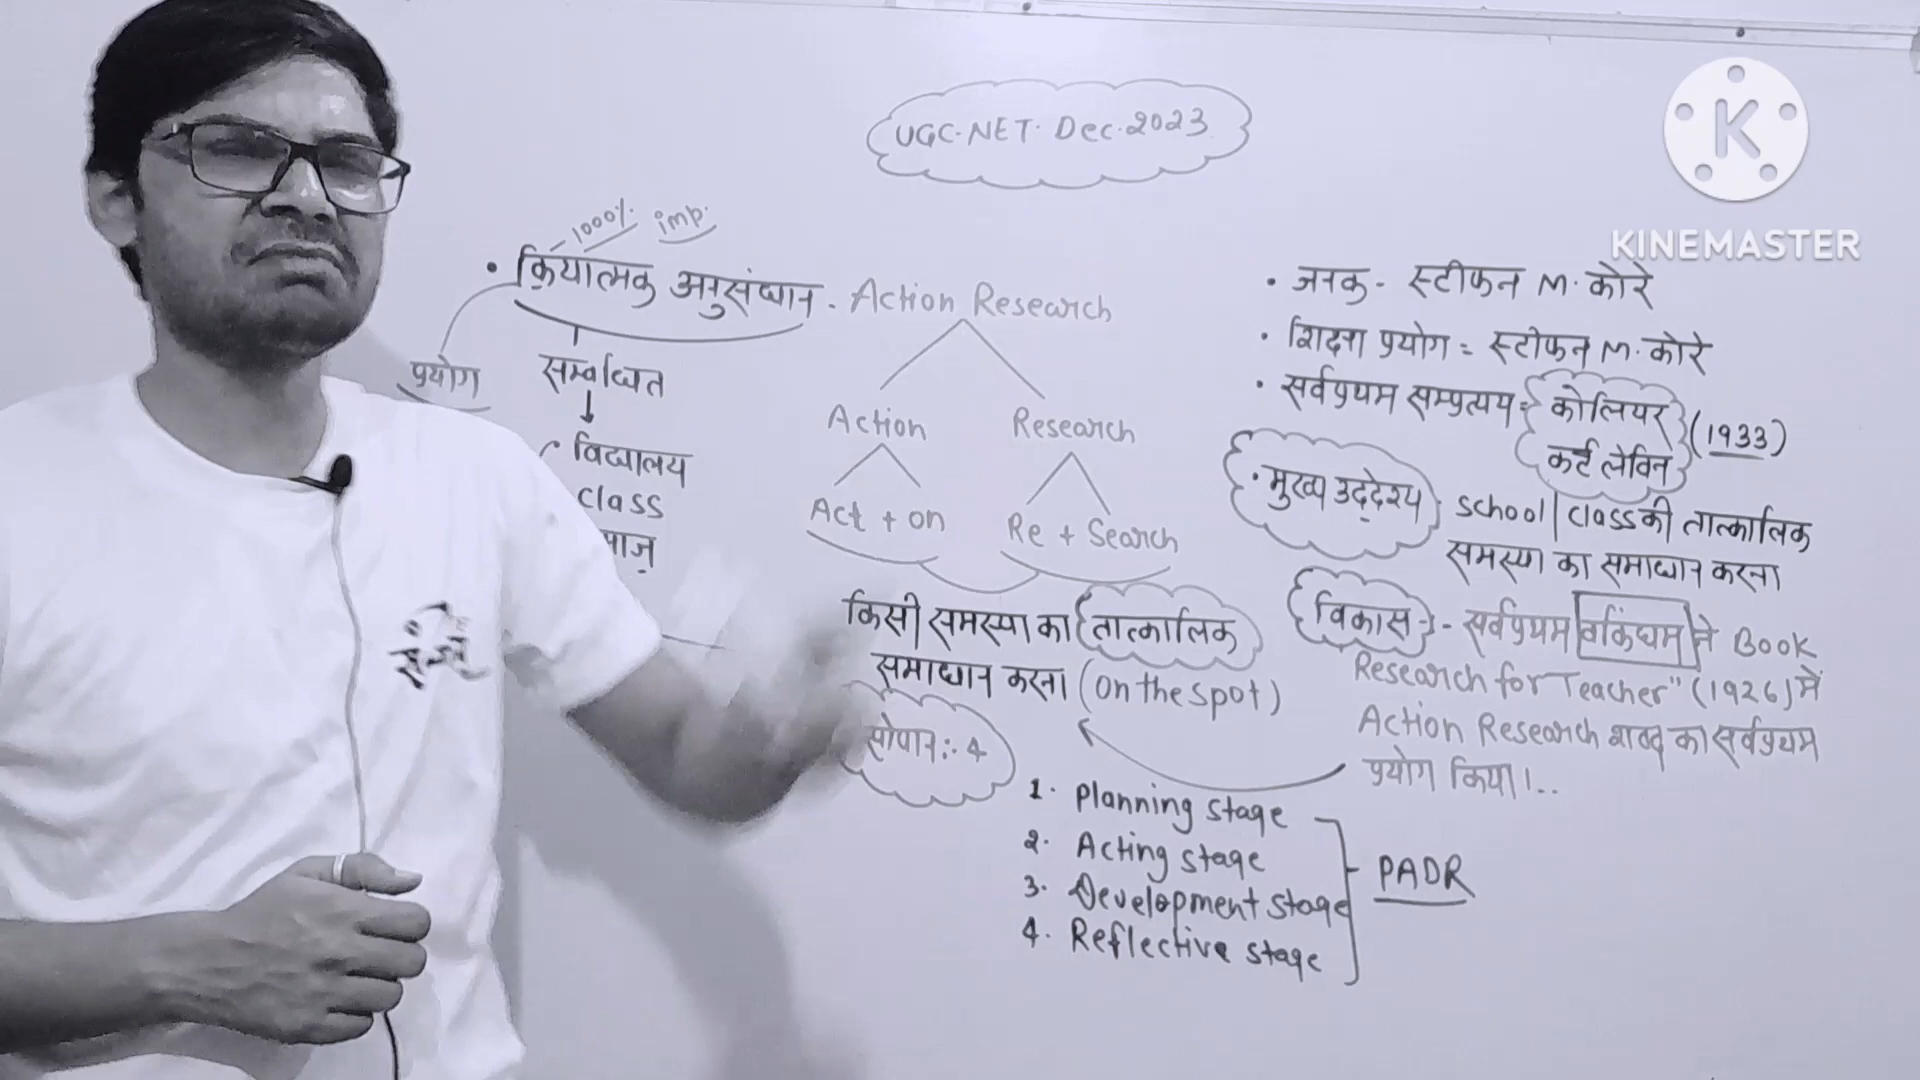 UGC-NET- Dec-2023
KINEMASTER
1000% imp.
• क्रियात्मक अनुसंधान - Action Research
प्रयोग
सम्बंधित
विद्यालय
class
Action Research
Act + on Re + Search
किसी समस्या का तात्कालिक
समाधान करना (on the spot)
सोपान :- 4
1. Planning stage
2. Acting stage
3. Development stage
4. Reflective stage
PADR
• जनक - स्टीफन M. कोरे
• शिक्षा प्रयोग = स्टीफन M. कोरे
• सर्वप्रथम सम्प्रत्यय = कोलियर
कर्ट लेविन
(1933)
• मुख्य उद्देश्य - school | class की तात्कालिक
समस्या का समाधान करना
विकास :- सर्वप्रथम वकिंघम ने Book
Research for Teacher" (1926) में
Action Research शब्द का सर्वप्रथम
प्रयोग किया।..